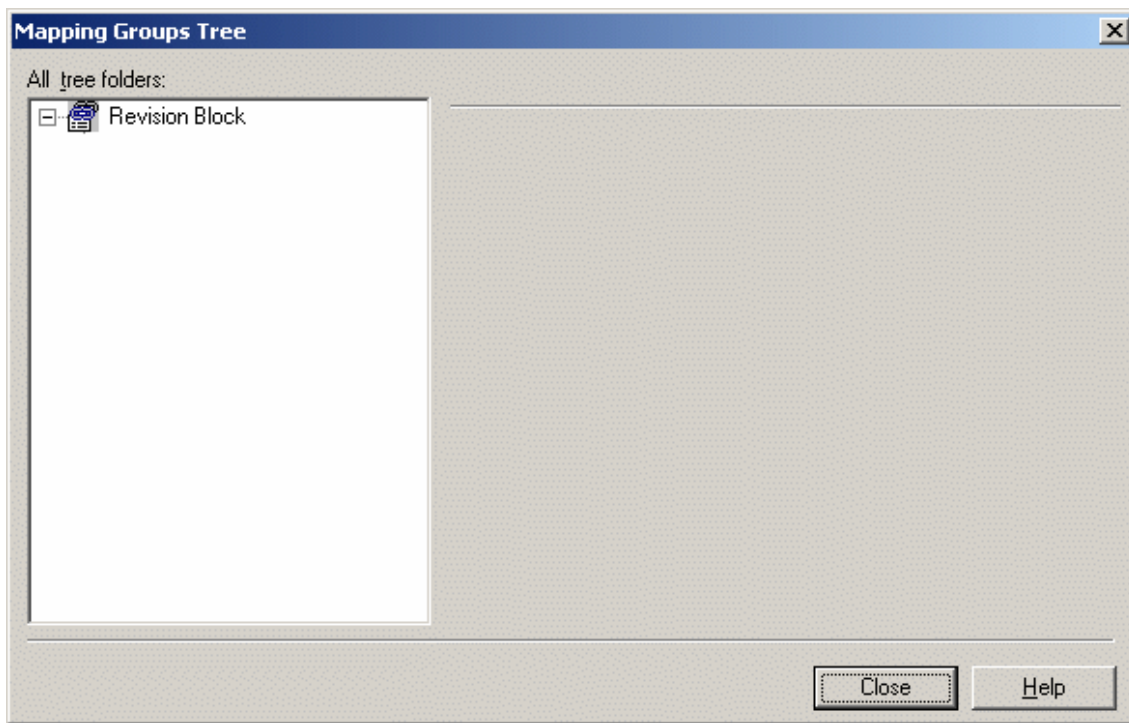 Mapping Groups Tree
All tree folders:
Revision Block
Close
Help